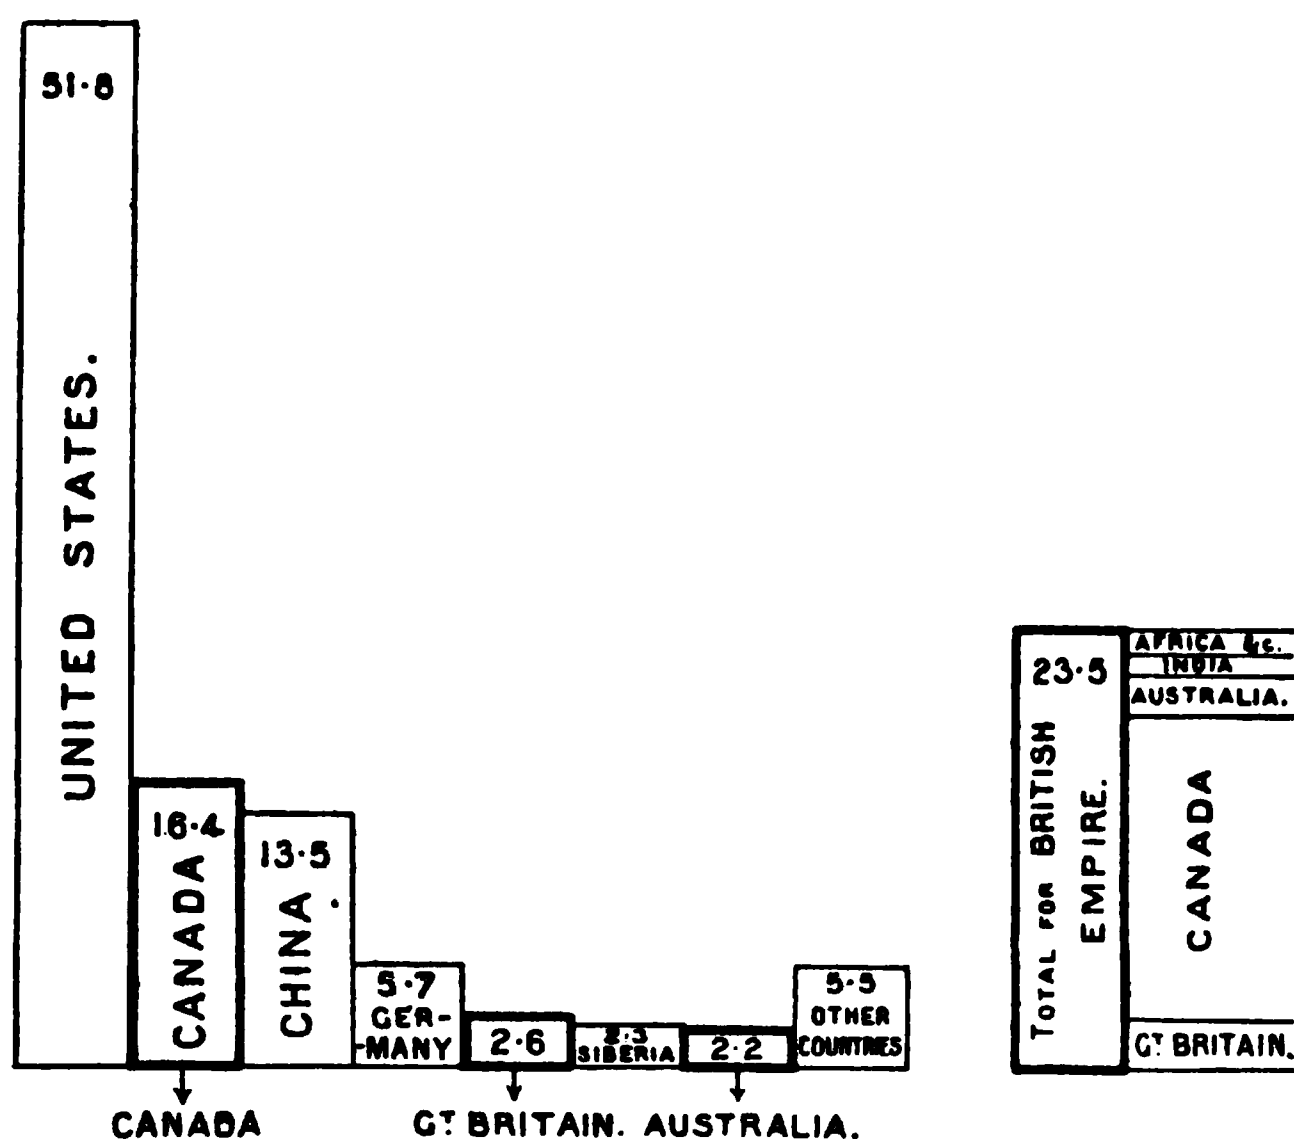 51·8
UNITED STATES.
16·4
CANADA
13·5
CHINA
5·7
GER-
-MANY
2·6
2·3
SIBERIA
2·2
5·5
OTHER
COUNTRIES
CANADA
GT BRITAIN.
AUSTRALIA.
23·5
TOTAL FOR BRITISH
EMPIRE.
AFRICA &c.
INDIA
AUSTRALIA.
CANADA
GT BRITAIN.